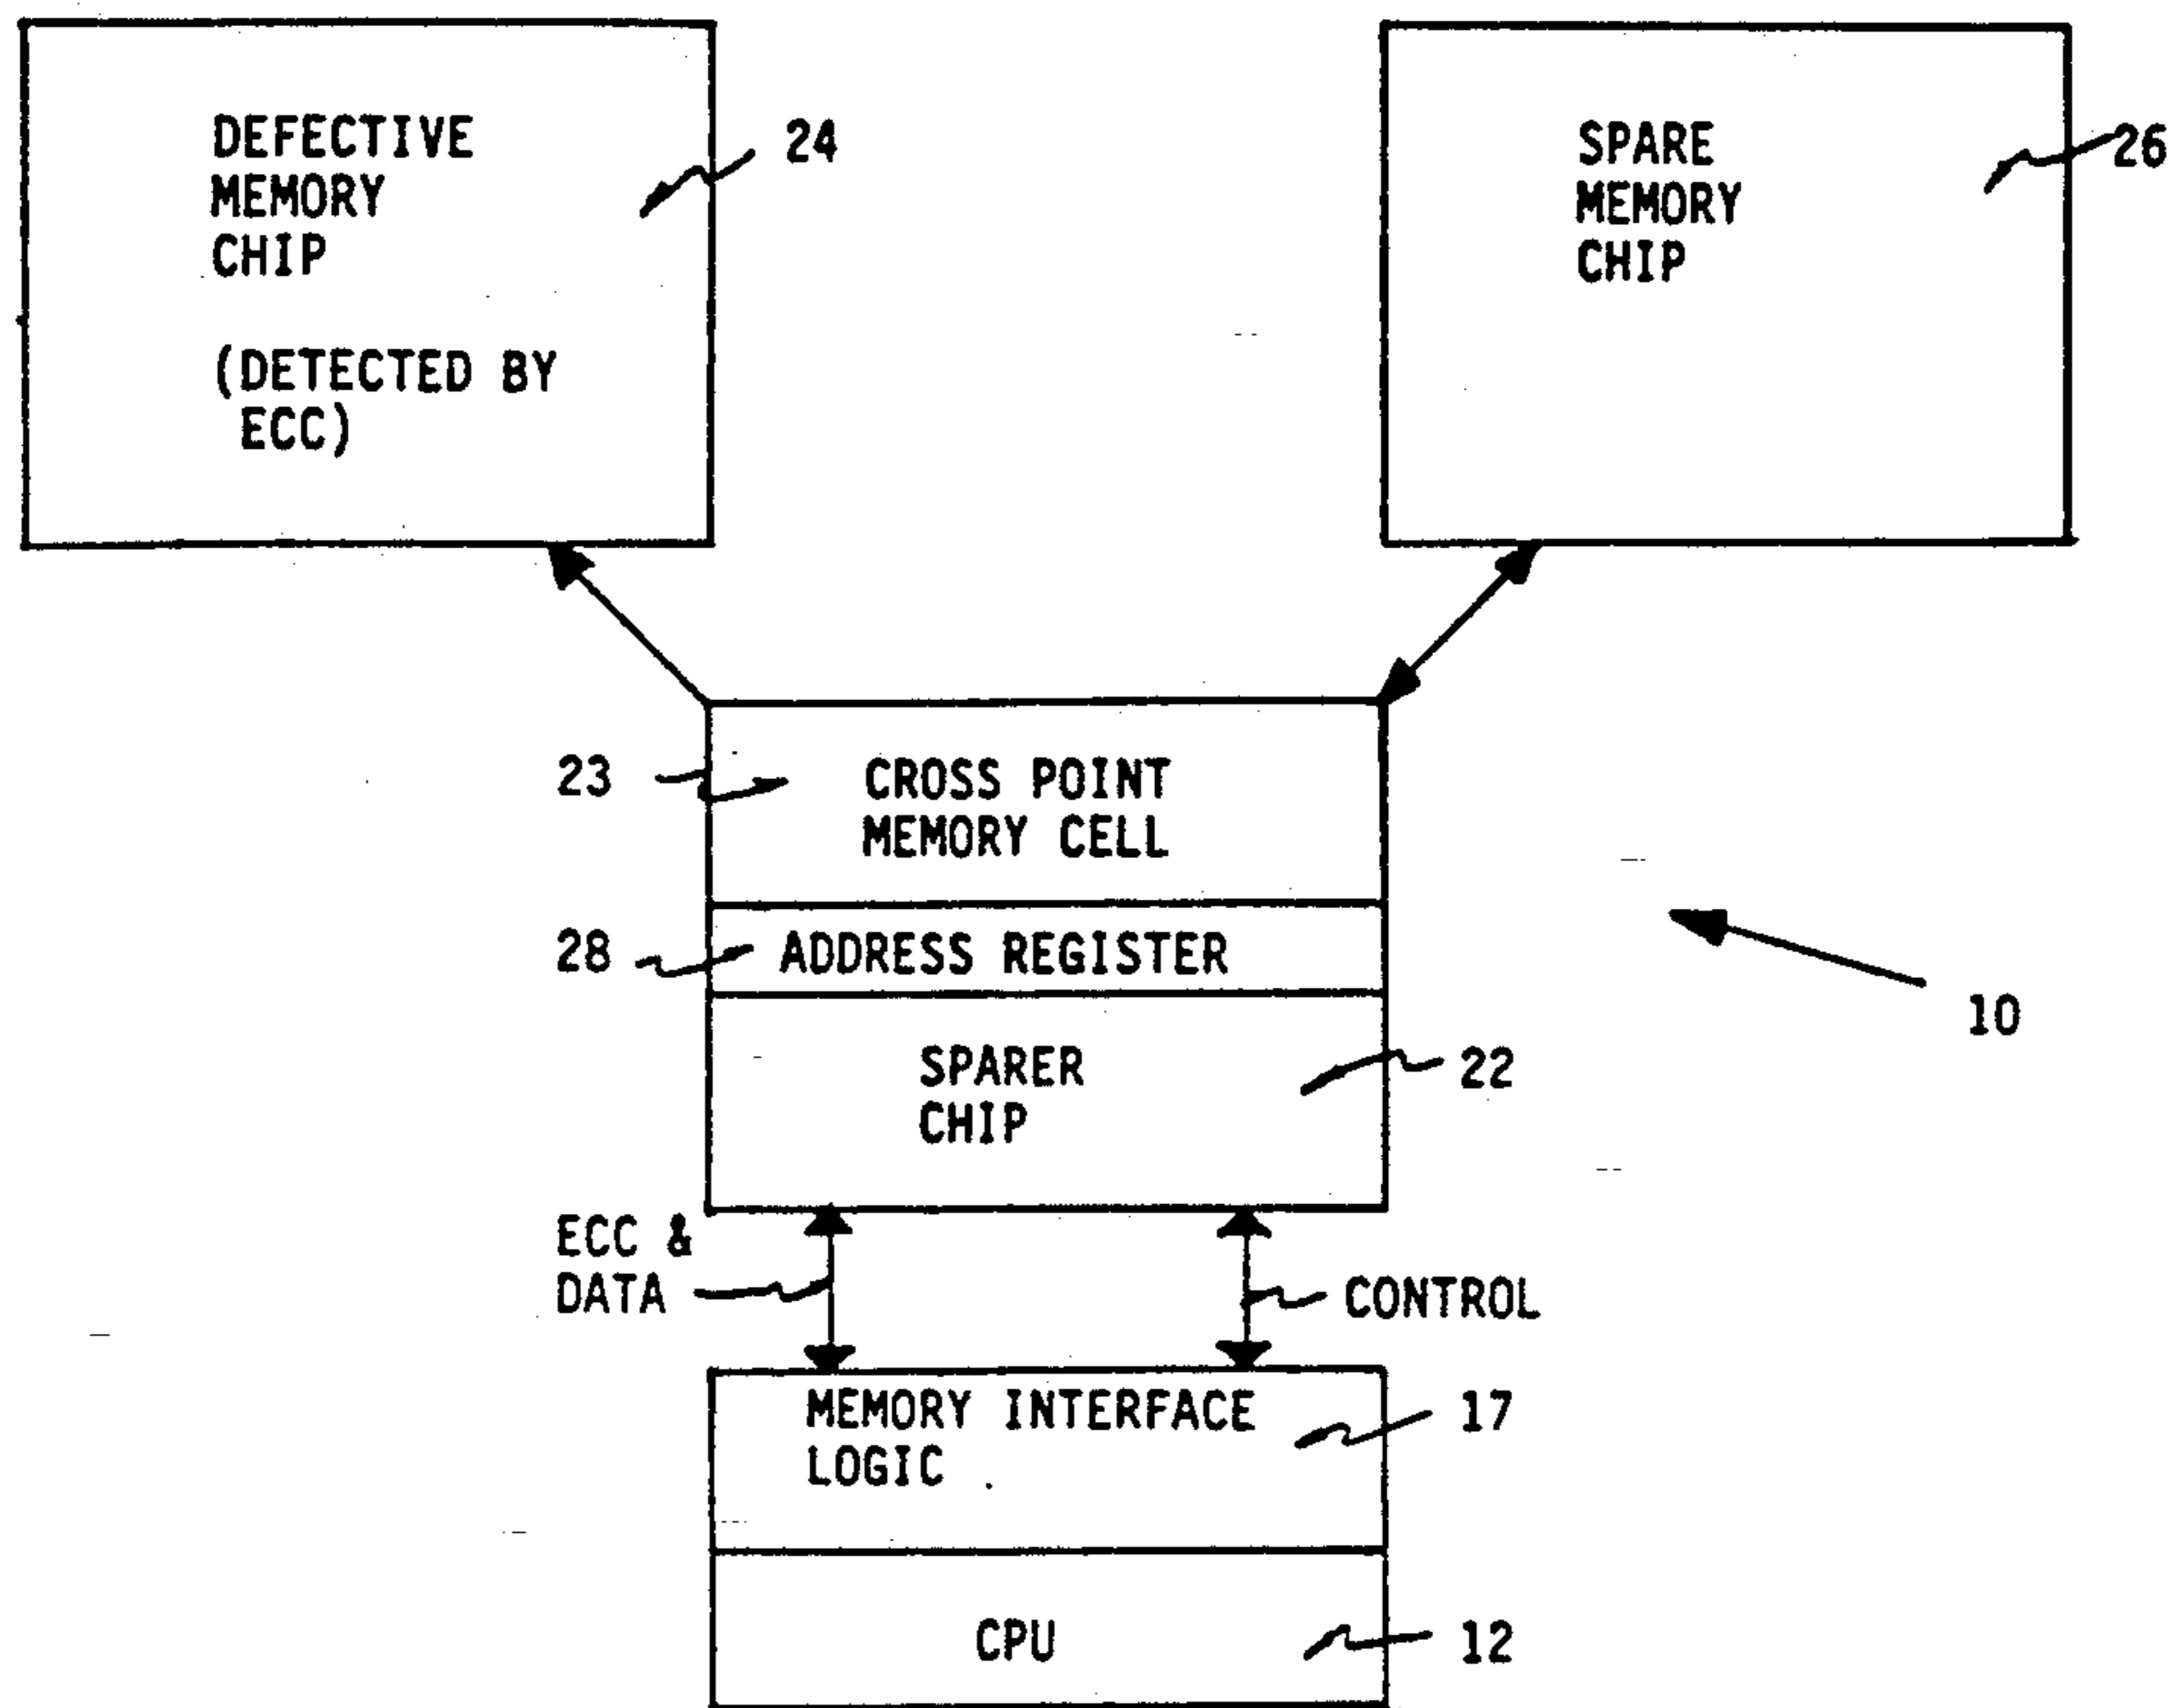 DEFECTIVE
MEMORY
CHIP
(DETECTED BY
ECC)
24
SPARE
MEMORY
CHIP
26
23
CROSS POINT
MEMORY CELL
28
ADDRESS REGISTER
10
SPARER
CHIP
22
ECC &
DATA
CONTROL
MEMORY INTERFACE
LOGIC
17
CPU
12